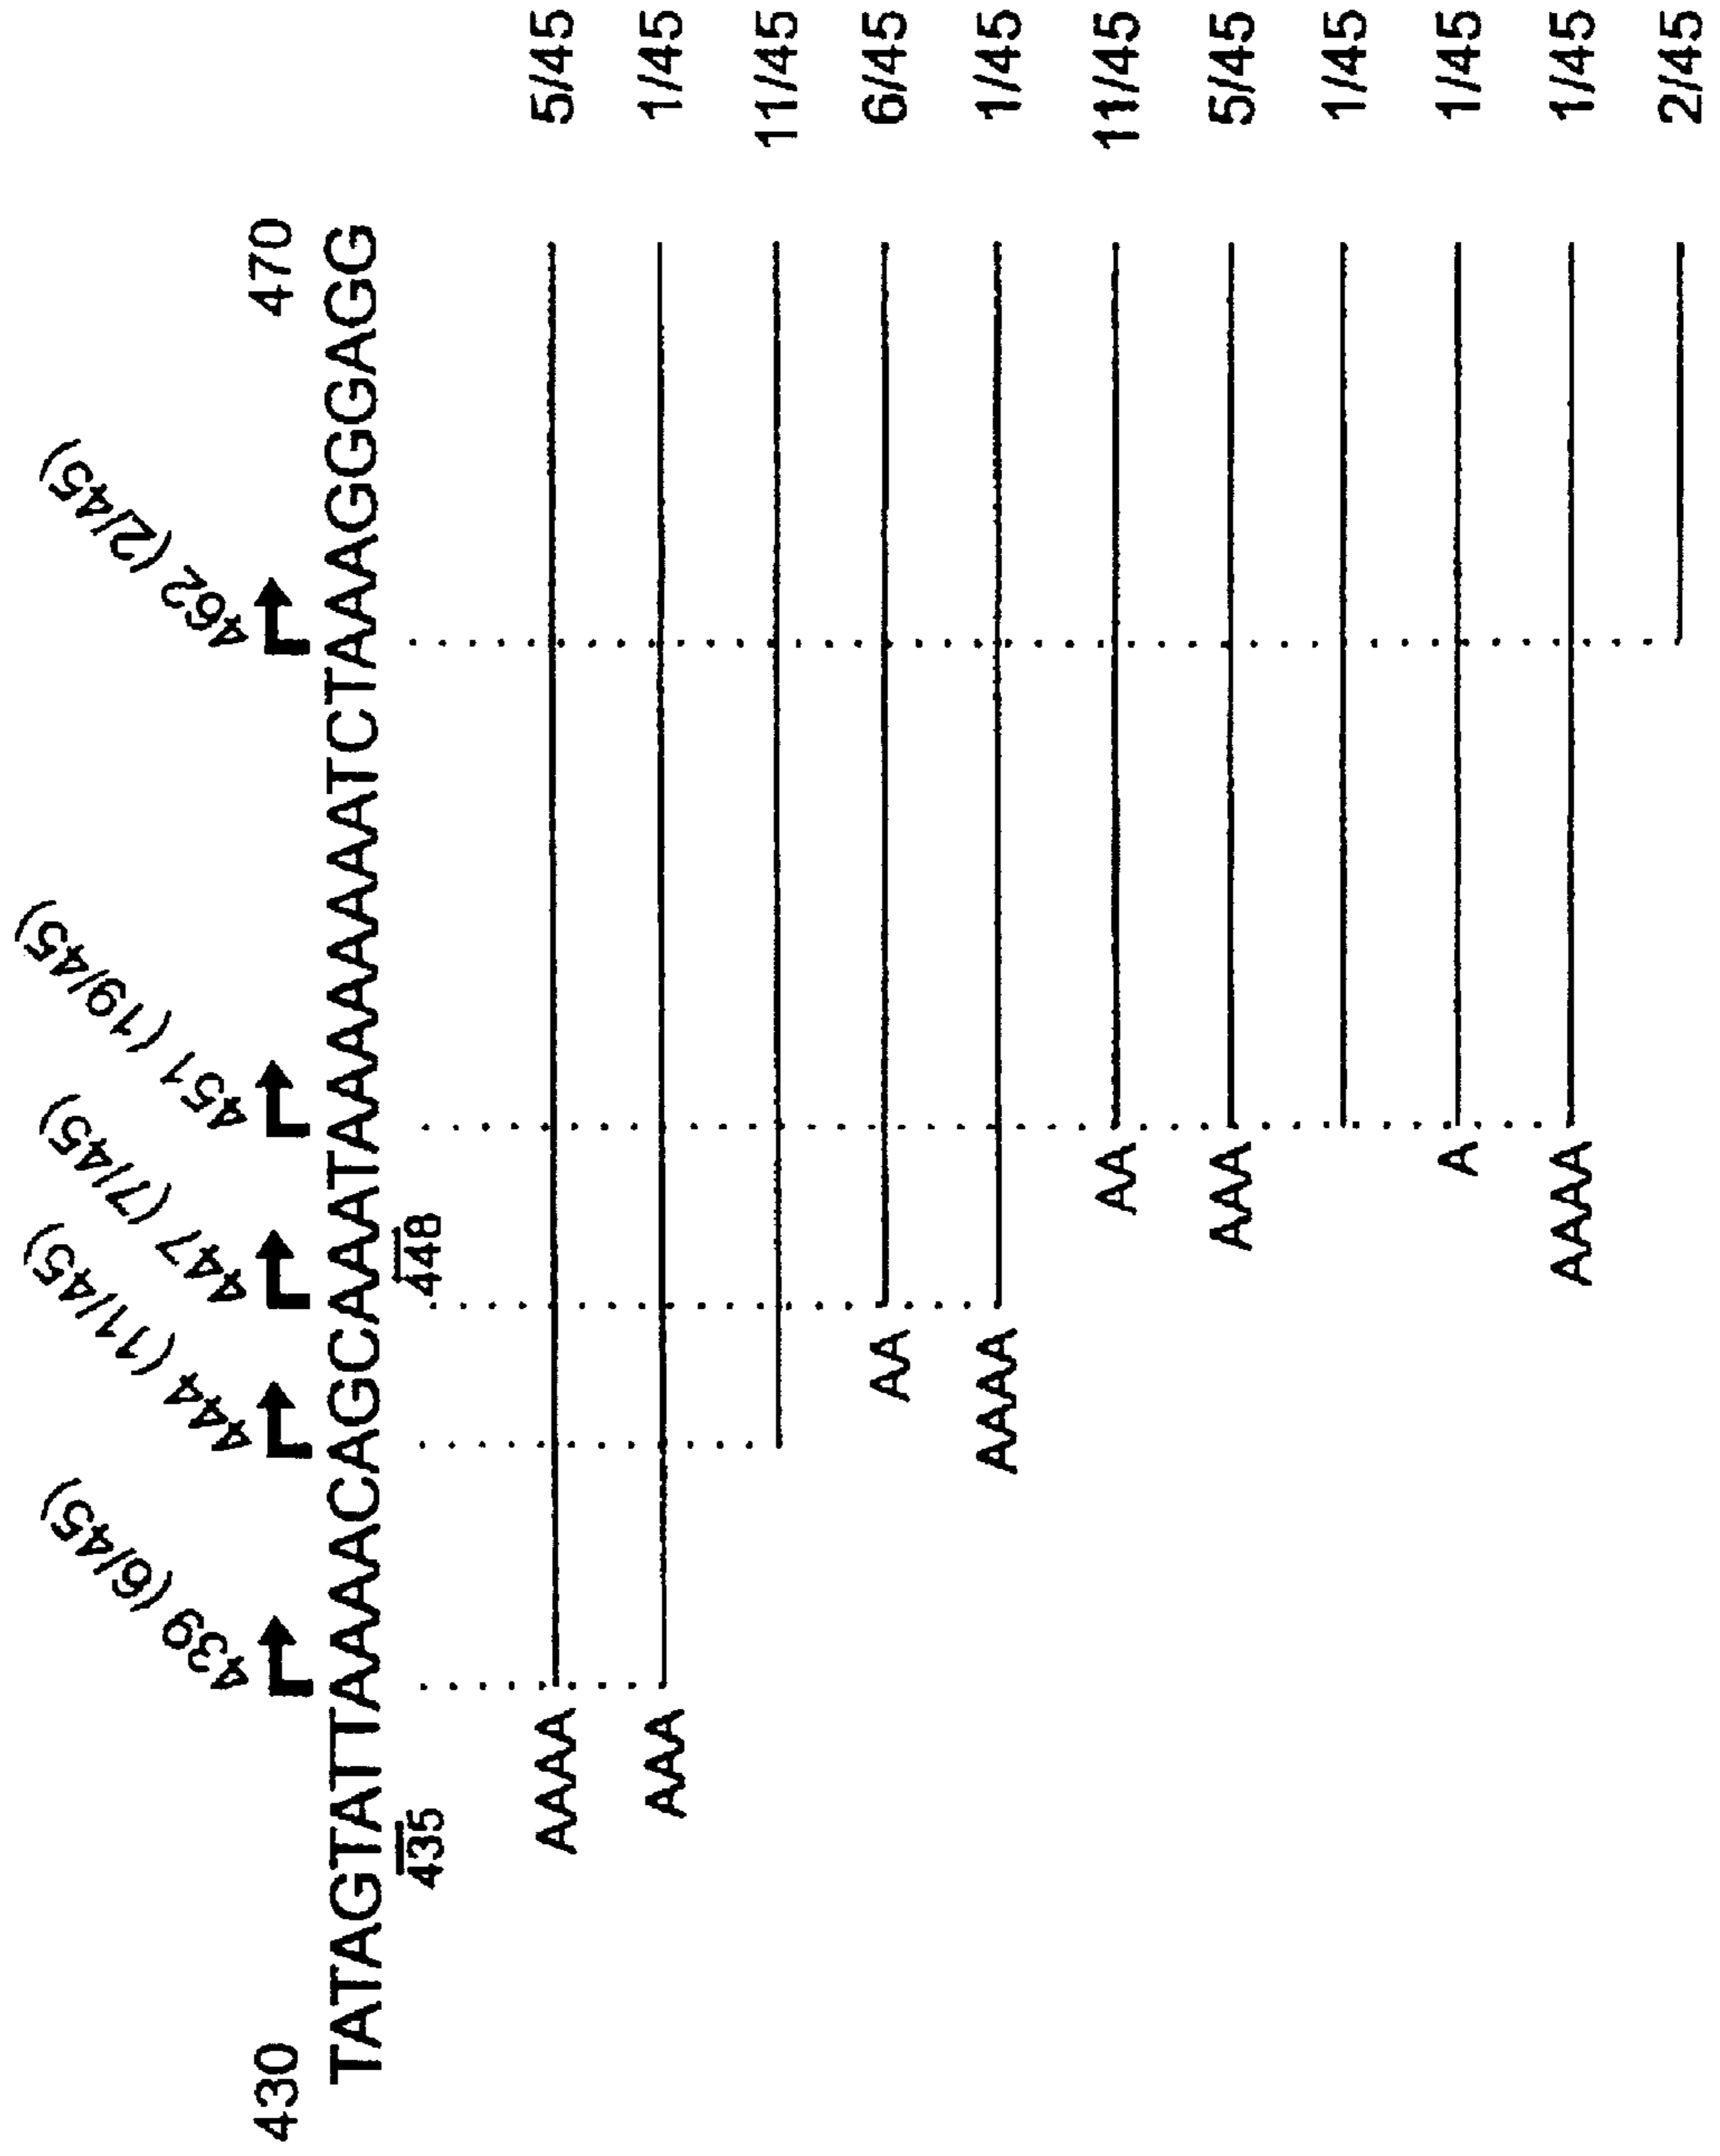 430 470
439 (6/45) 444 (11/45) 447 (7/45) 451 (19/45) 462 (2/45)
TATAGTATTAAAACAGCAAATAAAAAAAATCTAAAGGGAGG
435 448
AAAA 5/45
AAA 1/45
11/45
AA 6/45
AAAA 1/45
AA 11/45
AAA 5/45
1/45
A 1/45
AAAA 1/45
2/45